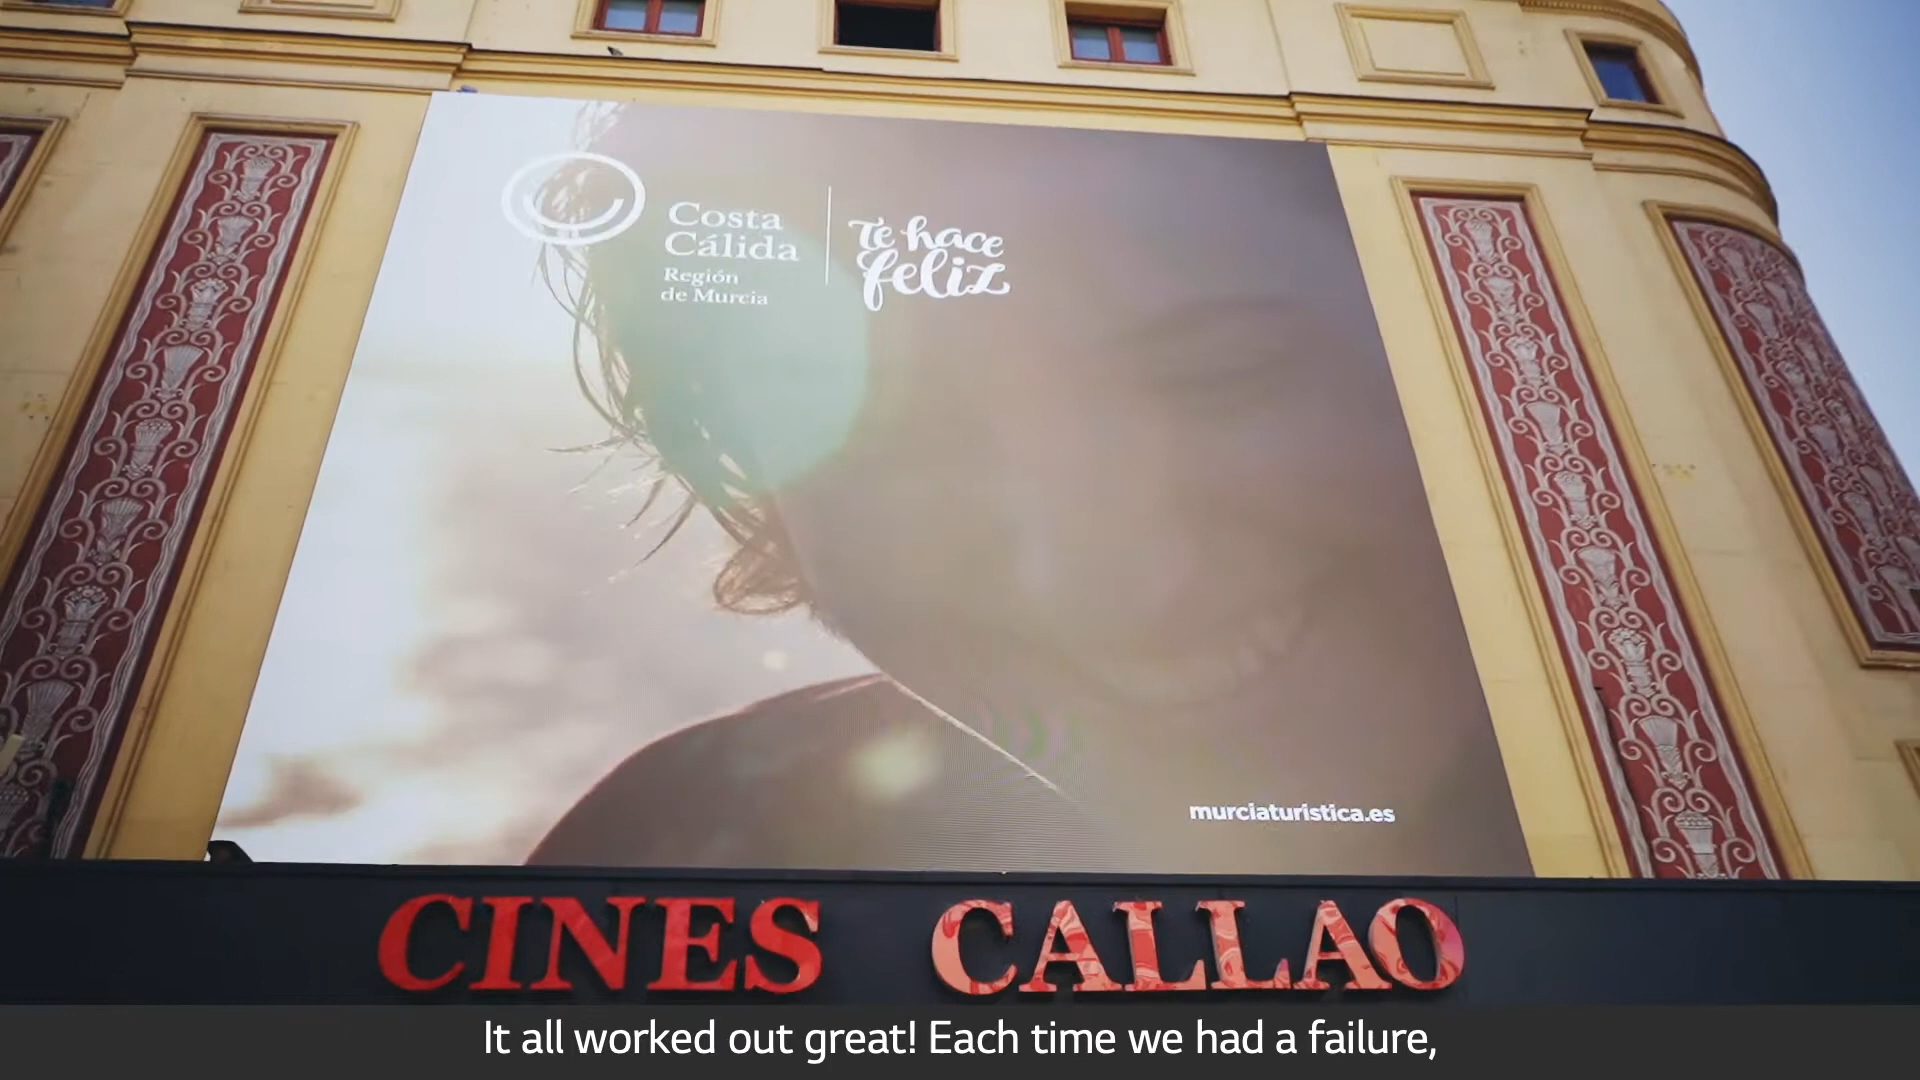 Costa
Cálida
Región
de Murcia
Te hace
feliz
murciaturistica.es
CINES CALLAO
It all worked out great! Each time we had a failure,